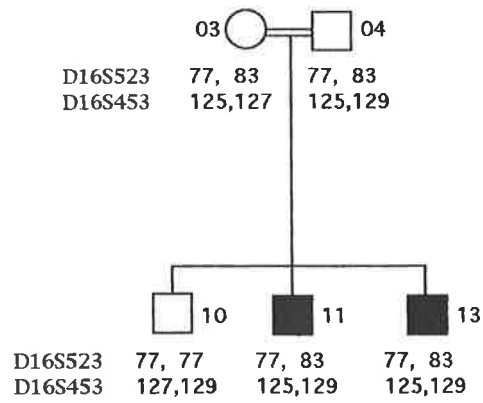 03 04
D16S523 77, 83 77, 83
D16S453 125,127 125,129
10 11 13
D16S523 77, 77 77, 83 77, 83
D16S453 127,129 125,129 125,129